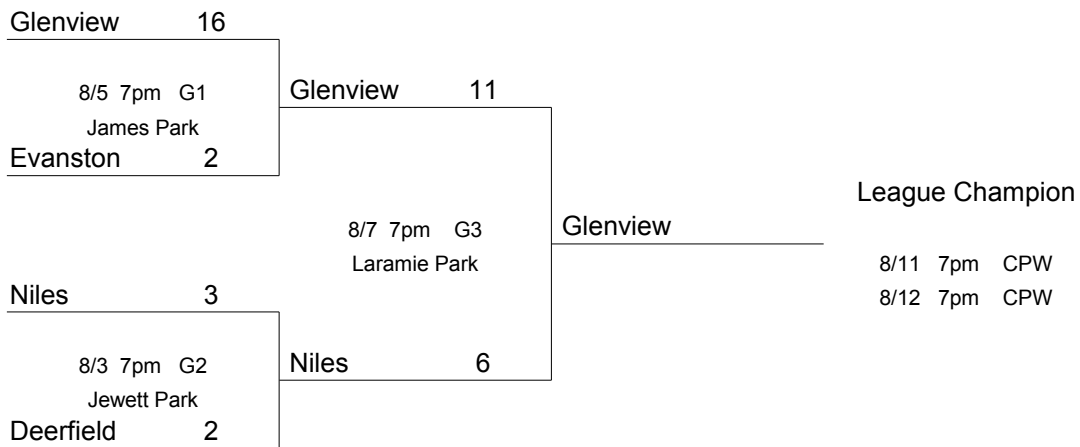 Glenview 16
8/5 7pm G1
James Park
Evanston 2
Glenview 11
8/7 7pm G3
Laramie Park
Niles 3
8/3 7pm G2
Jewett Park
Deerfield 2
Niles 6
Glenview
League Champion
8/11 7pm CPW
8/12 7pm CPW